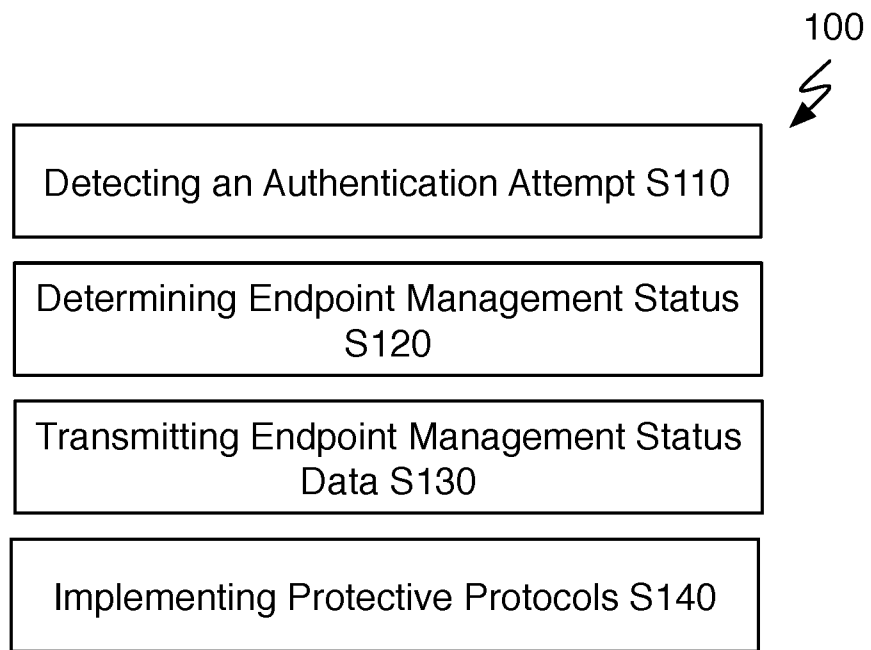 100
Detecting an Authentication Attempt S110
Determining Endpoint Management Status
S120
Transmitting Endpoint Management Status
Data S130
Implementing Protective Protocols S140